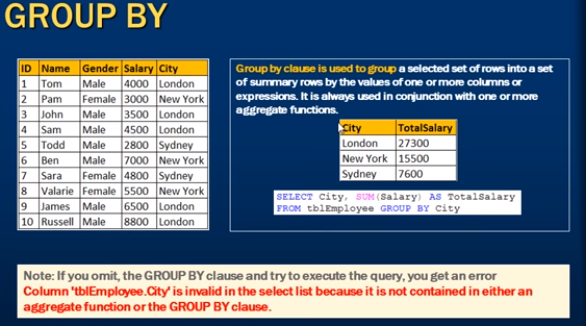 GROUP BY
ID Name Gender Salary City
1 Tom Male 4000 London
2 Pam Female 3000 New York
3 John Male 3500 London
4 Sam Male 4500 London
5 Todd Male 2800 Sydney
6 Ben Male 7000 New York
7 Sara Female 4800 Sydney
8 Valarie Female 5500 New York
9 James Male 6500 London
10 Russell Male 8800 London
Group by clause is used to group a selected set of rows into a set
of summary rows by the values of one or more columns or
expressions. It is always used in conjunction with one or more
aggregate functions.
City TotalSalary
London 27300
New York 15500
Sydney 7600
SELECT City, SUM(Salary) AS TotalSalary
FROM tblEmployee GROUP BY City
Note: If you omit, the GROUP BY clause and try to execute the query, you get an error
Column 'tblEmployee.City' is invalid in the select list because it is not contained in either an
aggregate function or the GROUP BY clause.